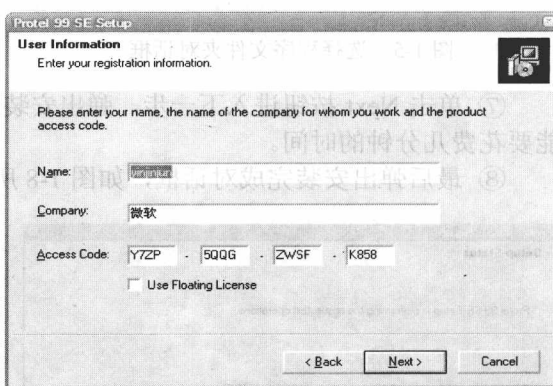 Protel 99 SE Setup
User Information
Enter your registration information.
Please enter your name, the name of the company for whom you work and the product
access code.
Name:
Company: 微软
Access Code: Y7ZP - 5QQG - ZWSF - K858
Use Floating License
< Back Next > Cancel